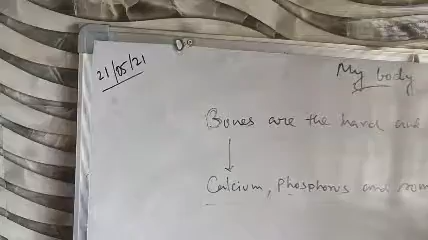 21/05/21
My body
Bones are the hard and
Calcium, Phosphorus and